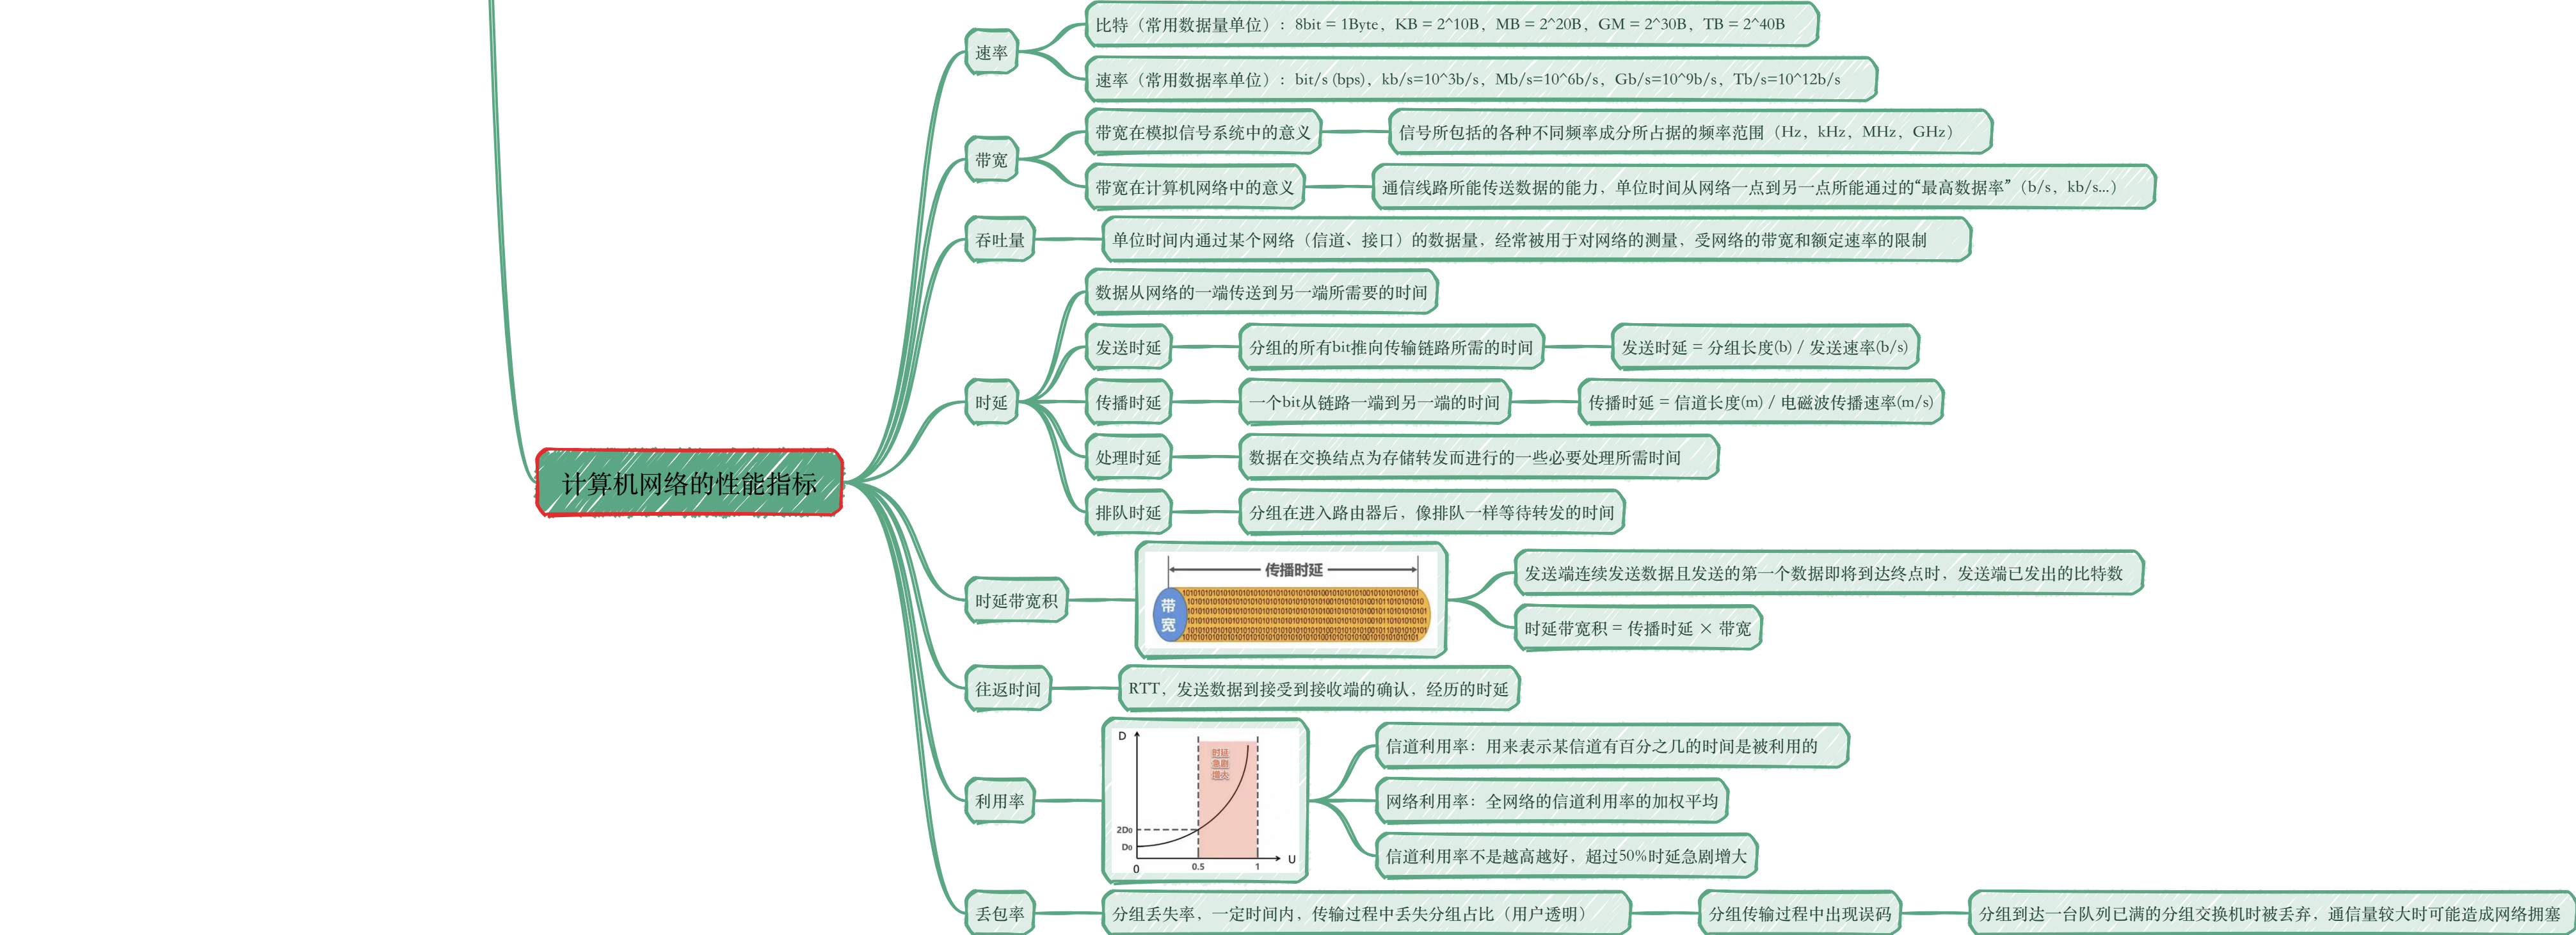 计算机网络的性能指标
速率
比特（常用数据量单位）：8bit = 1Byte，KB = 2^10B，MB = 2^20B，GM = 2^30B，TB = 2^40B
速率（常用数据率单位）：bit/s (bps)，kb/s=10^3b/s，Mb/s=10^6b/s，Gb/s=10^9b/s，Tb/s=10^12b/s
带宽
带宽在模拟信号系统中的意义
信号所包括的各种不同频率成分所占据的频率范围（Hz，kHz，MHz，GHz）
带宽在计算机网络中的意义
通信线路所能传送数据的能力，单位时间从网络一点到另一点所能通过的“最高数据率”（b/s，kb/s...）
吞吐量
单位时间内通过某个网络（信道、接口）的数据量，经常被用于对网络的测量，受网络的带宽和额定速率的限制
时延
数据从网络的一端传送到另一端所需要的时间
发送时延
分组的所有bit推向传输链路所需的时间
发送时延 = 分组长度(b) / 发送速率(b/s)
传播时延
一个bit从链路一端到另一端的时间
传播时延 = 信道长度(m) / 电磁波传播速率(m/s)
处理时延
数据在交换结点为存储转发而进行的一些必要处理所需时间
排队时延
分组在进入路由器后，像排队一样等待转发的时间
时延带宽积
传播时延
带
宽
发送端连续发送数据且发送的第一个数据即将到达终点时，发送端已发出的比特数
时延带宽积 = 传播时延 × 带宽
往返时间
RTT，发送数据到接受到接收端的确认，经历的时延
利用率
D
时延
急剧
增大
2D₀
D₀
0
0.5
1
U
信道利用率：用来表示某信道有百分之几的时间是被利用的
网络利用率：全网络的信道利用率的加权平均
信道利用率不是越高越好，超过50%时延急剧增大
丢包率
分组丢失率，一定时间内，传输过程中丢失分组占比（用户透明）
分组传输过程中出现误码
分组到达一台队列已满的分组交换机时被丢弃，通信量较大时可能造成网络拥塞